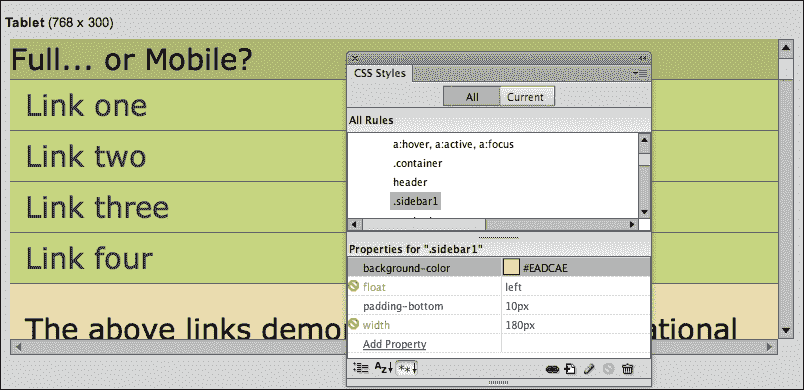 Tablet (768 x 300)
Full... or Mobile?
Link one
Link two
Link three
Link four
The above links demon
ational
CSS Styles
All
Current
All Rules
a:hover, a:active, a:focus
.container
header
.sidebar1
Properties for ".sidebar1"
background-color #EADCAE
float left
padding-bottom 10px
width 180px
Add Property
Az
**